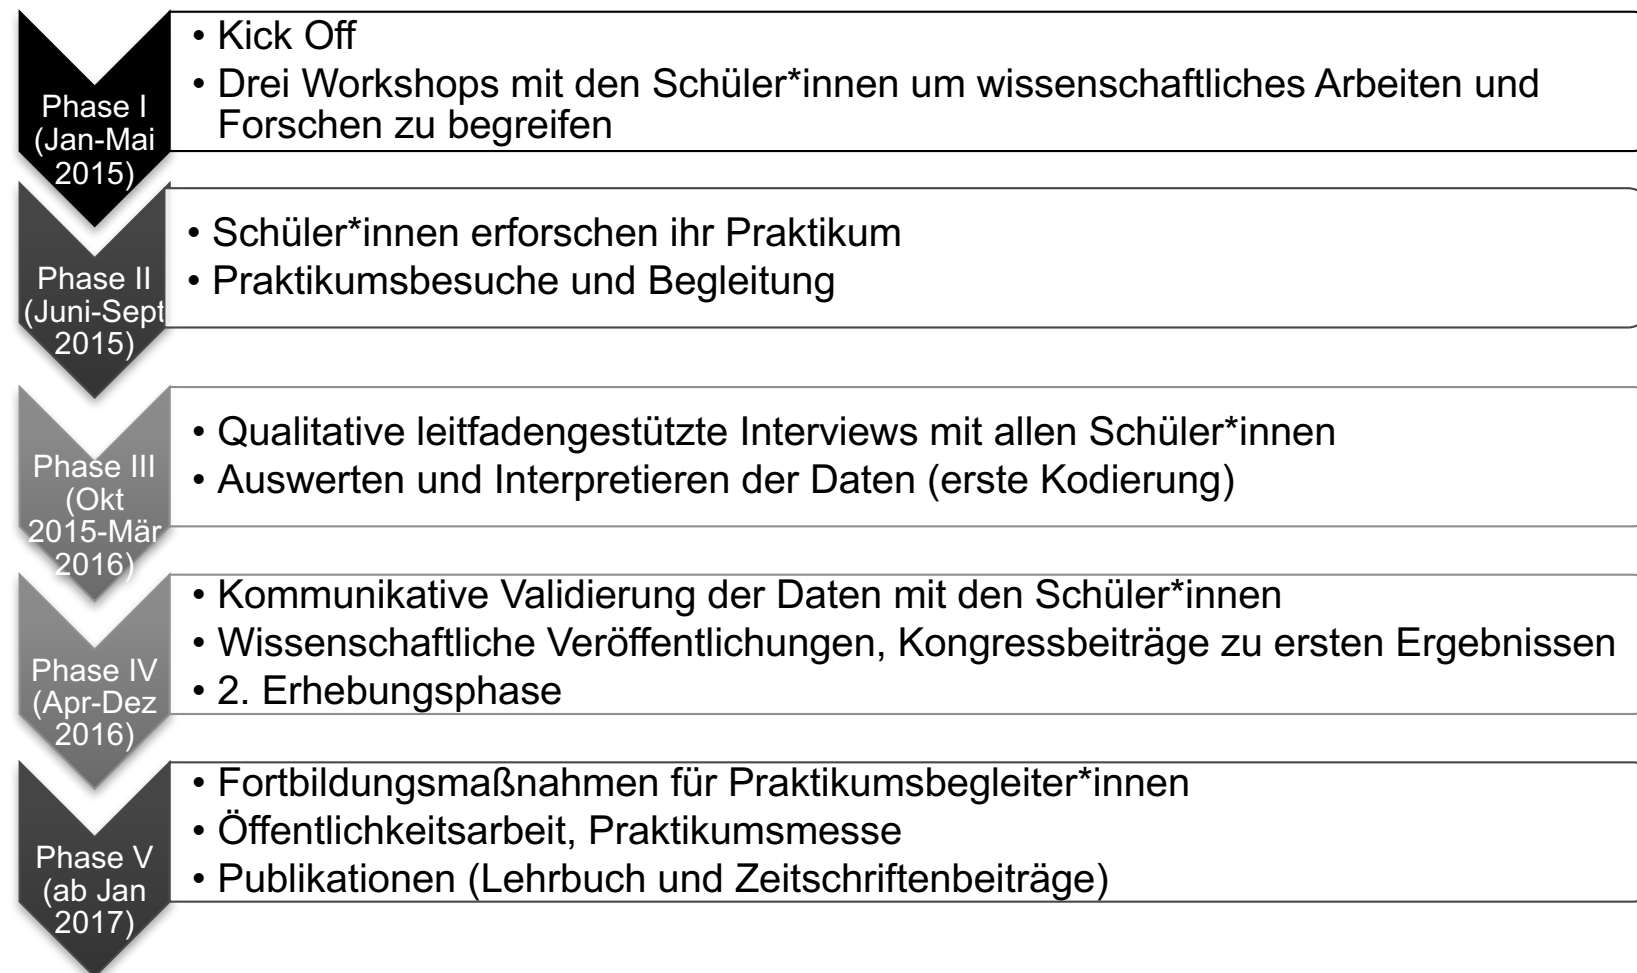 Phase I
(Jan-Mai
2015)
• Kick Off
• Drei Workshops mit den Schüler*innen um wissenschaftliches Arbeiten und
Forschen zu begreifen
Phase II
(Juni-Sept
2015)
• Schüler*innen erforschen ihr Praktikum
• Praktikumsbesuche und Begleitung
Phase III
(Okt
2015-Mär
2016)
• Qualitative leitfadengestützte Interviews mit allen Schüler*innen
• Auswerten und Interpretieren der Daten (erste Kodierung)
Phase IV
(Apr-Dez
2016)
• Kommunikative Validierung der Daten mit den Schüler*innen
• Wissenschaftliche Veröffentlichungen, Kongressbeiträge zu ersten Ergebnissen
• 2. Erhebungsphase
Phase V
(ab Jan
2017)
• Fortbildungsmaßnahmen für Praktikumsbegleiter*innen
• Öffentlichkeitsarbeit, Praktikumsmesse
• Publikationen (Lehrbuch und Zeitschriftenbeiträge)